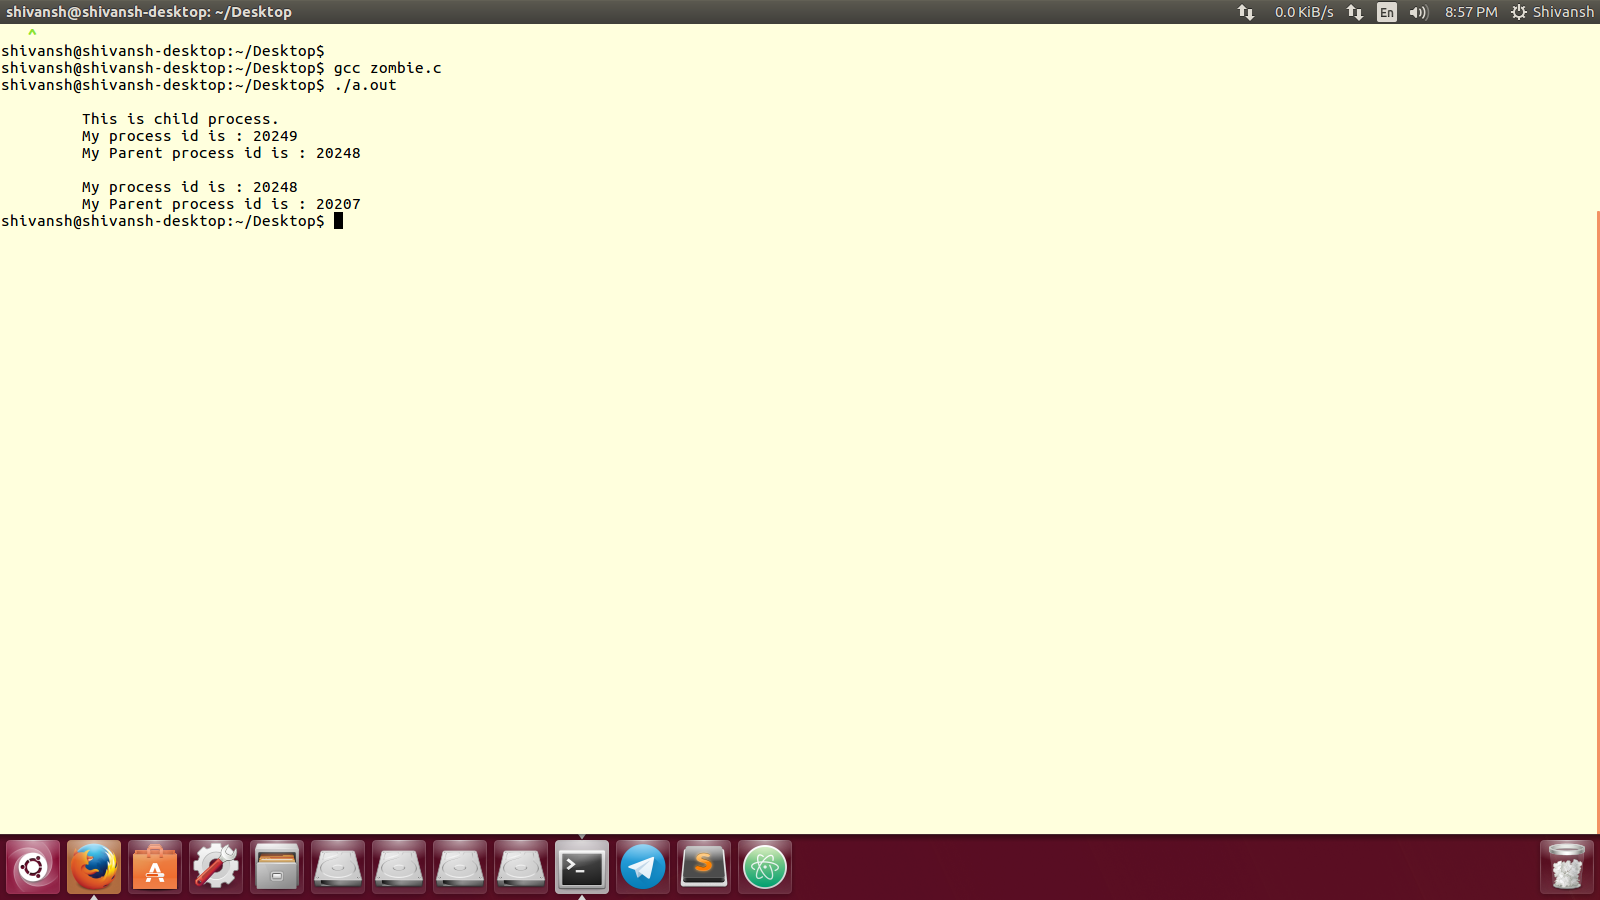 shivansh@shivansh-desktop: ~/Desktop
0.0 KiB/s En 8:57 PM Shivansh
^
shivansh@shivansh-desktop:~/Desktop$
shivansh@shivansh-desktop:~/Desktop$ gcc zombie.c
shivansh@shivansh-desktop:~/Desktop$ ./a.out
This is child process.
My process id is : 20249
My Parent process id is : 20248
My process id is : 20248
My Parent process id is : 20207
shivansh@shivansh-desktop:~/Desktop$